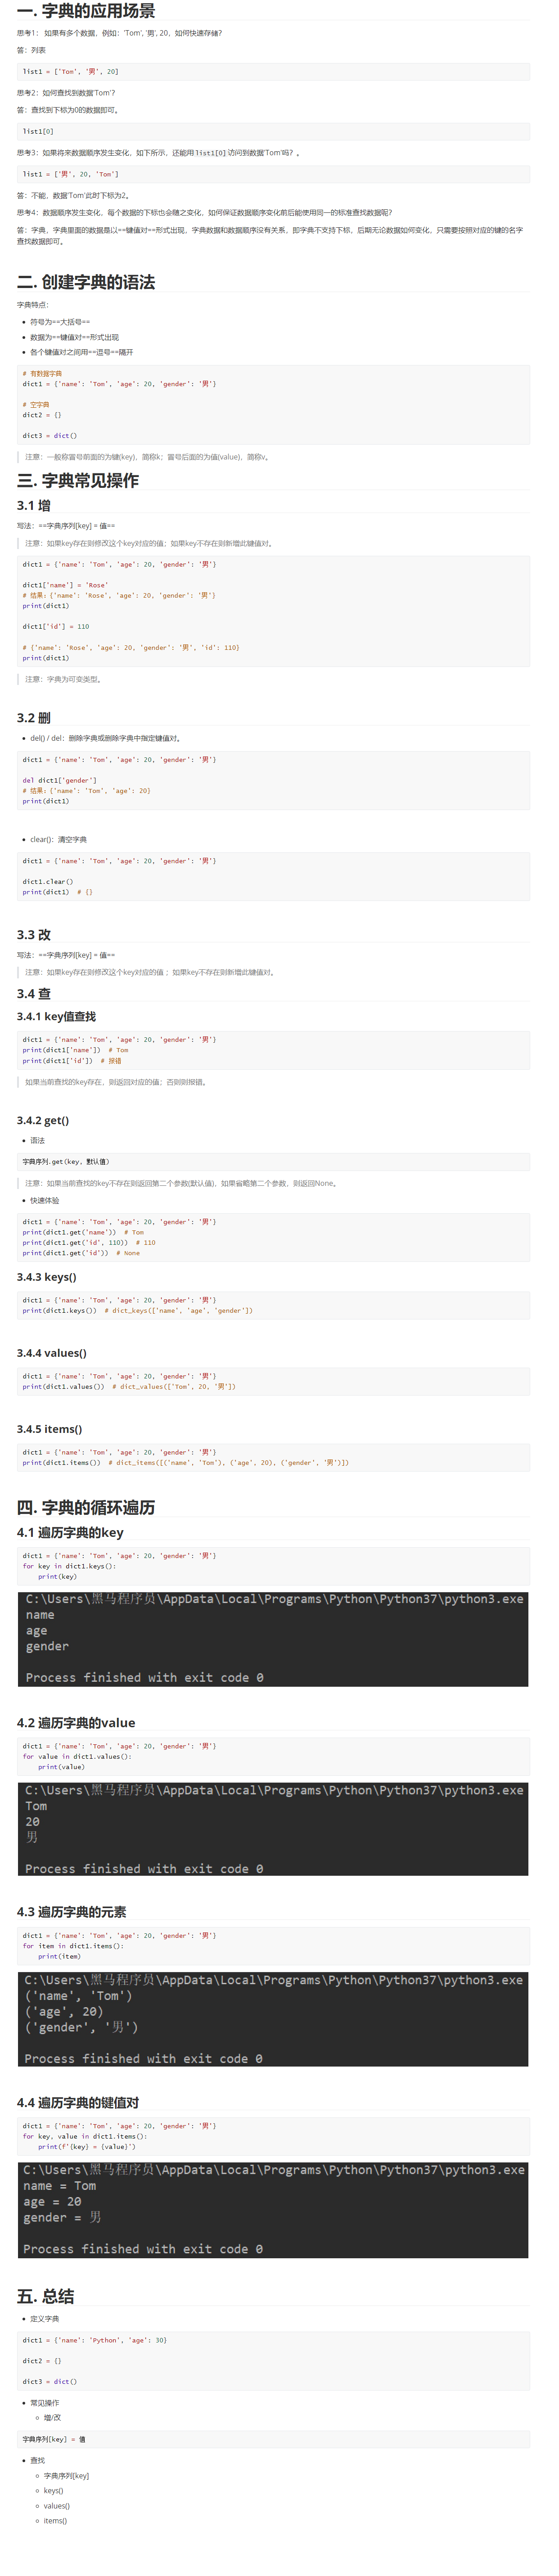 一. 字典的应用场景
思考1： 如果有多个数据，例如：'Tom', '男', 20，如何快速存储？
答：列表
list1 = ['Tom', '男', 20]
思考2：如何查找到数据'Tom'？
答：查找到下标为0的数据即可。
list1[0]
思考3：如果将来数据顺序发生变化，如下所示，还能用list1[0]访问到数据'Tom'吗？。
list1 = ['男', 20, 'Tom']
答：不能，数据'Tom'此时下标为2。
思考4：数据顺序发生变化，每个数据的下标也会随之变化，如何保证数据顺序变化前后能使用同一的标准查找数据呢？
答：字典，字典里面的数据是以==键值对==形式出现，字典数据和数据顺序没有关系，即字典不支持下标，后期无论数据如何变化，只需要按照对应的键的名字
查找数据即可。
二. 创建字典的语法
字典特点：
符号为==大括号==
数据为==键值对==形式出现
各个键值对之间用==逗号==隔开
# 有数据字典
dict1 = {'name': 'Tom', 'age': 20, 'gender': '男'}
# 空字典
dict2 = {}
dict3 = dict()
注意：一般称冒号前面的为键(key)，简称k；冒号后面的为值(value)，简称v。
三. 字典常见操作
3.1 增
写法：==字典序列[key] = 值==
注意：如果key存在则修改这个key对应的值；如果key不存在则新增此键值对。
dict1 = {'name': 'Tom', 'age': 20, 'gender': '男'}
dict1['name'] = 'Rose'
# 结果：{'name': 'Rose', 'age': 20, 'gender': '男'}
print(dict1)
dict1['id'] = 110
# {'name': 'Rose', 'age': 20, 'gender': '男', 'id': 110}
print(dict1)
注意：字典为可变类型。
3.2 删
del() / del：删除字典或删除字典中指定键值对。
dict1 = {'name': 'Tom', 'age': 20, 'gender': '男'}
del dict1['gender']
# 结果：{'name': 'Tom', 'age': 20}
print(dict1)
clear()：清空字典
dict1 = {'name': 'Tom', 'age': 20, 'gender': '男'}
dict1.clear()
print(dict1)  # {}
3.3 改
写法：==字典序列[key] = 值==
注意：如果key存在则修改这个key对应的值 ；如果key不存在则新增此键值对。
3.4 查
3.4.1 key值查找
dict1 = {'name': 'Tom', 'age': 20, 'gender': '男'}
print(dict1['name'])  # Tom
print(dict1['id'])  # 报错
如果当前查找的key存在，则返回对应的值；否则则报错。
3.4.2 get()
语法
字典序列.get(key, 默认值)
注意：如果当前查找的key不存在则返回第二个参数(默认值)，如果省略第二个参数，则返回None。
快速体验
dict1 = {'name': 'Tom', 'age': 20, 'gender': '男'}
print(dict1.get('name'))  # Tom
print(dict1.get('id', 110))  # 110
print(dict1.get('id'))  # None
3.4.3 keys()
dict1 = {'name': 'Tom', 'age': 20, 'gender': '男'}
print(dict1.keys())  # dict_keys(['name', 'age', 'gender'])
3.4.4 values()
dict1 = {'name': 'Tom', 'age': 20, 'gender': '男'}
print(dict1.values())  # dict_values(['Tom', 20, '男'])
3.4.5 items()
dict1 = {'name': 'Tom', 'age': 20, 'gender': '男'}
print(dict1.items())  # dict_items([('name', 'Tom'), ('age', 20), ('gender', '男')])
四. 字典的循环遍历
4.1 遍历字典的key
dict1 = {'name': 'Tom', 'age': 20, 'gender': '男'}
for key in dict1.keys():
print(key)
C:\Users\黑马程序员\AppData\Local\Programs\Python\Python37\python3.exe
name
age
gender
Process finished with exit code 0
4.2 遍历字典的value
dict1 = {'name': 'Tom', 'age': 20, 'gender': '男'}
for value in dict1.values():
print(value)
C:\Users\黑马程序员\AppData\Local\Programs\Python\Python37\python3.exe
Tom
20
男
Process finished with exit code 0
4.3 遍历字典的元素
dict1 = {'name': 'Tom', 'age': 20, 'gender': '男'}
for item in dict1.items():
print(item)
C:\Users\黑马程序员\AppData\Local\Programs\Python\Python37\python3.exe
('name', 'Tom')
('age', 20)
('gender', '男')
Process finished with exit code 0
4.4 遍历字典的键值对
dict1 = {'name': 'Tom', 'age': 20, 'gender': '男'}
for key, value in dict1.items():
print(f'{key} = {value}')
C:\Users\黑马程序员\AppData\Local\Programs\Python\Python37\python3.exe
name = Tom
age = 20
gender = 男
Process finished with exit code 0
五. 总结
定义字典
dict1 = {'name': 'Python', 'age': 30}
dict2 = {}
dict3 = dict()
常见操作
增/改
字典序列[key] = 值
查找
字典序列[key]
keys()
values()
items()